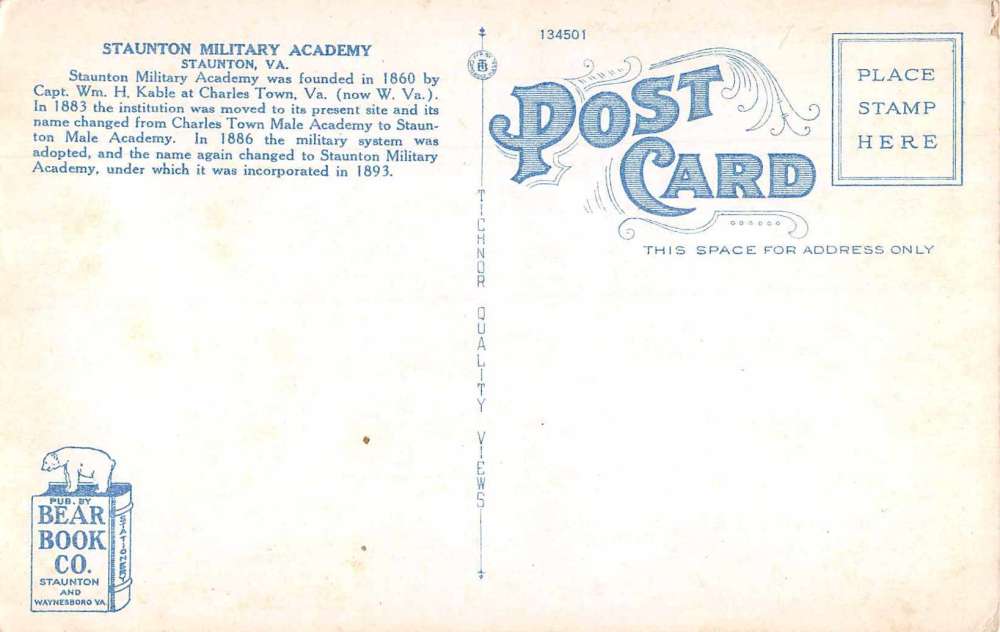 STAUNTON MILITARY ACADEMY
STAUNTON, VA.
Staunton Military Academy was founded in 1860 by
Capt. Wm. H. Kable at Charles Town, Va. (now W. Va.).
In 1883 the institution was moved to its present site and its
name changed from Charles Town Male Academy to Staun-
ton Male Academy. In 1886 the military system was
adopted, and the name again changed to Staunton Military
Academy, under which it was incorporated in 1893.
PUB. BY
BEAR
BOOK
CO.
STAUNTON
AND
WAYNESBORO VA.
STATIONERY
TICHNOR QUALITY VIEWS
134501
POST
CARD
THIS SPACE FOR ADDRESS ONLY
PLACE
STAMP
HERE